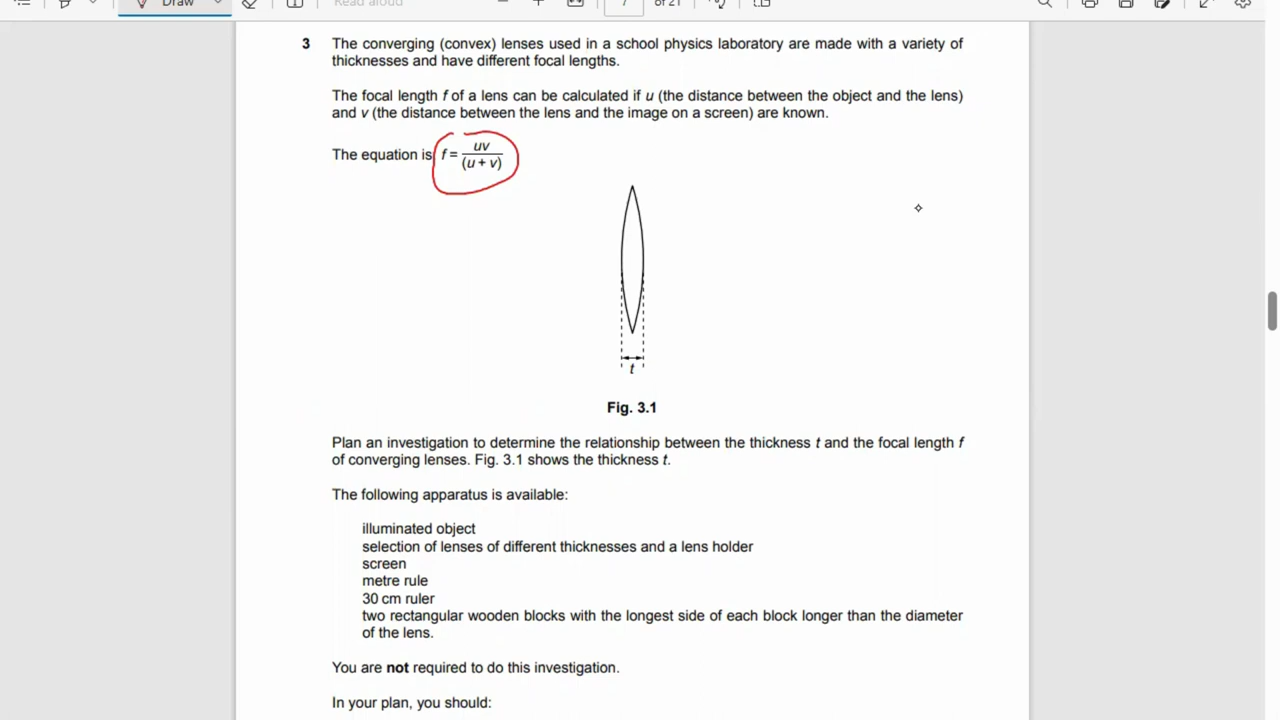 Draw
Read aloud
7
of 21
3 The converging (convex) lenses used in a school physics laboratory are made with a variety of
thicknesses and have different focal lengths.
The focal length f of a lens can be calculated if u (the distance between the object and the lens)
and v (the distance between the lens and the image on a screen) are known.
The equation is f = uv
(u + v)
t
Fig. 3.1
Plan an investigation to determine the relationship between the thickness t and the focal length f
of converging lenses. Fig. 3.1 shows the thickness t.
The following apparatus is available:
illuminated object
selection of lenses of different thicknesses and a lens holder
screen
metre rule
30 cm ruler
two rectangular wooden blocks with the longest side of each block longer than the diameter
of the lens.
You are not required to do this investigation.
In your plan, you should: